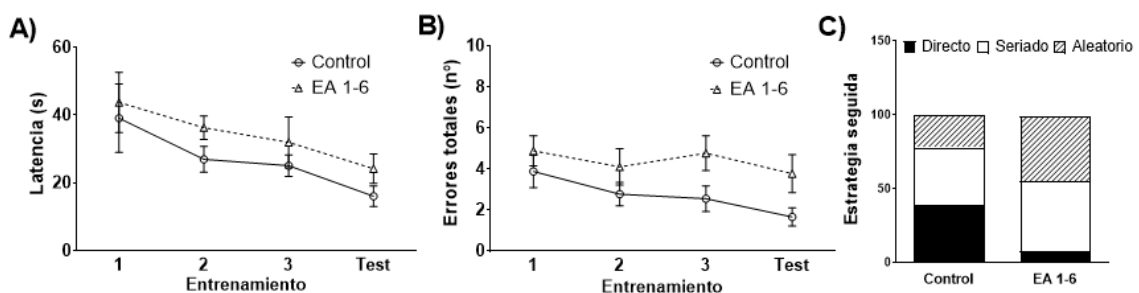 A)
Latencia (s)
60
40
20
0
Control
EA 1-6
1 2 3 Test
Entrenamiento
B)
Errores totales (nº)
10
8
6
4
2
0
Control
EA 1-6
1 2 3 Test
Entrenamiento
C)
Estrategia seguida
150
100
50
0
Directo Seriado Aleatorio
Control EA 1-6